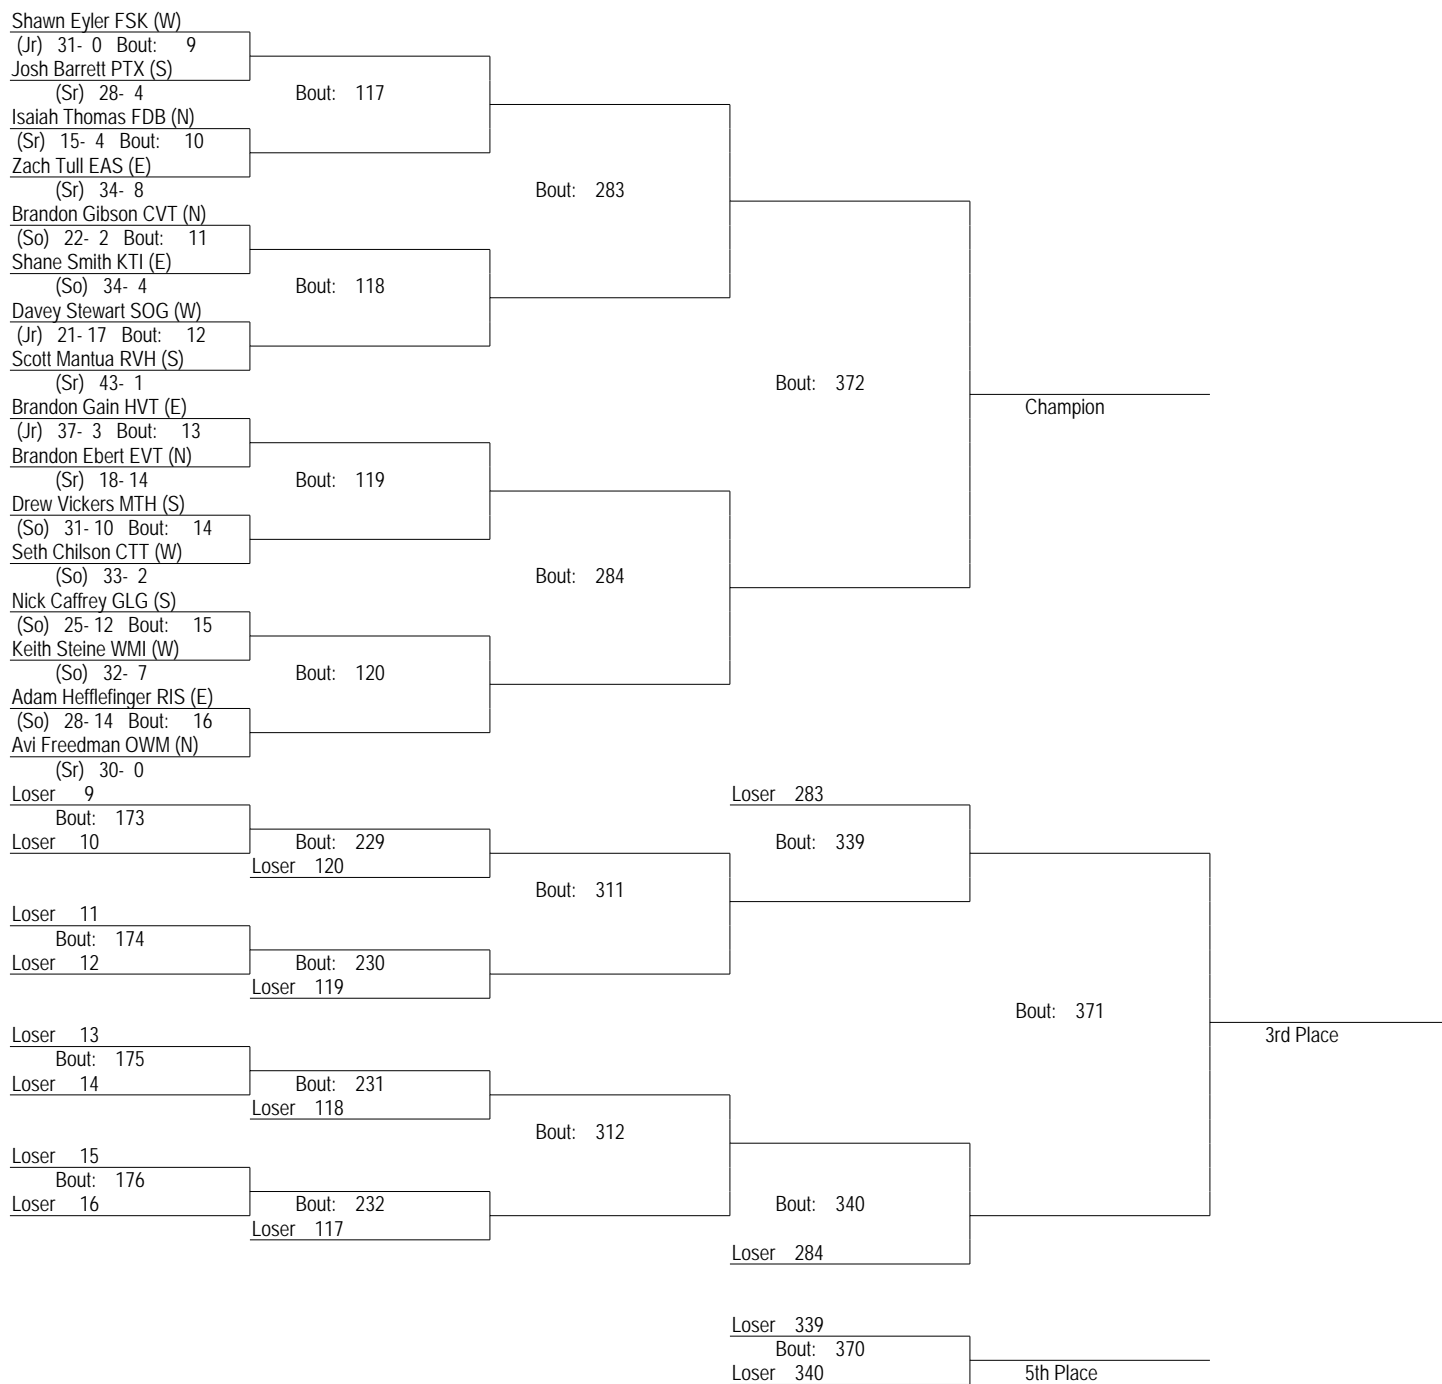 Shawn Eyler FSK (W)
(Jr) 31- 0 Bout: 9
Josh Barrett PTX (S)
(Sr) 28- 4 Bout: 117
Isaiah Thomas FDB (N)
(Sr) 15- 4 Bout: 10
Zach Tull EAS (E)
(Sr) 34- 8 Bout: 283
Brandon Gibson CVT (N)
(So) 22- 2 Bout: 11
Shane Smith KTI (E)
(So) 34- 4 Bout: 118
Davey Stewart SOG (W)
(Jr) 21- 17 Bout: 12
Scott Mantua RVH (S)
(Sr) 43- 1 Bout: 372
Brandon Gain HVT (E) Champion
(Jr) 37- 3 Bout: 13
Brandon Ebert EVT (N)
(Sr) 18- 14 Bout: 119
Drew Vickers MTH (S)
(So) 31- 10 Bout: 14
Seth Chilson CTT (W)
(So) 33- 2 Bout: 284
Nick Caffrey GLG (S)
(So) 25- 12 Bout: 15
Keith Steine WMI (W)
(So) 32- 7 Bout: 120
Adam Hefflefinger RIS (E)
(So) 28- 14 Bout: 16
Avi Freedman OWM (N)
(Sr) 30- 0
Loser 9 Loser 283
Bout: 173
Loser 10 Bout: 229 Bout: 339
Loser 120
Bout: 311
Loser 11
Bout: 174
Loser 12 Bout: 230
Loser 119
Bout: 371
Loser 13 3rd Place
Bout: 175
Loser 14 Bout: 231
Loser 118
Bout: 312
Loser 15
Bout: 176
Loser 16 Bout: 232 Bout: 340
Loser 117
Loser 284
Loser 339
Bout: 370
Loser 340 5th Place